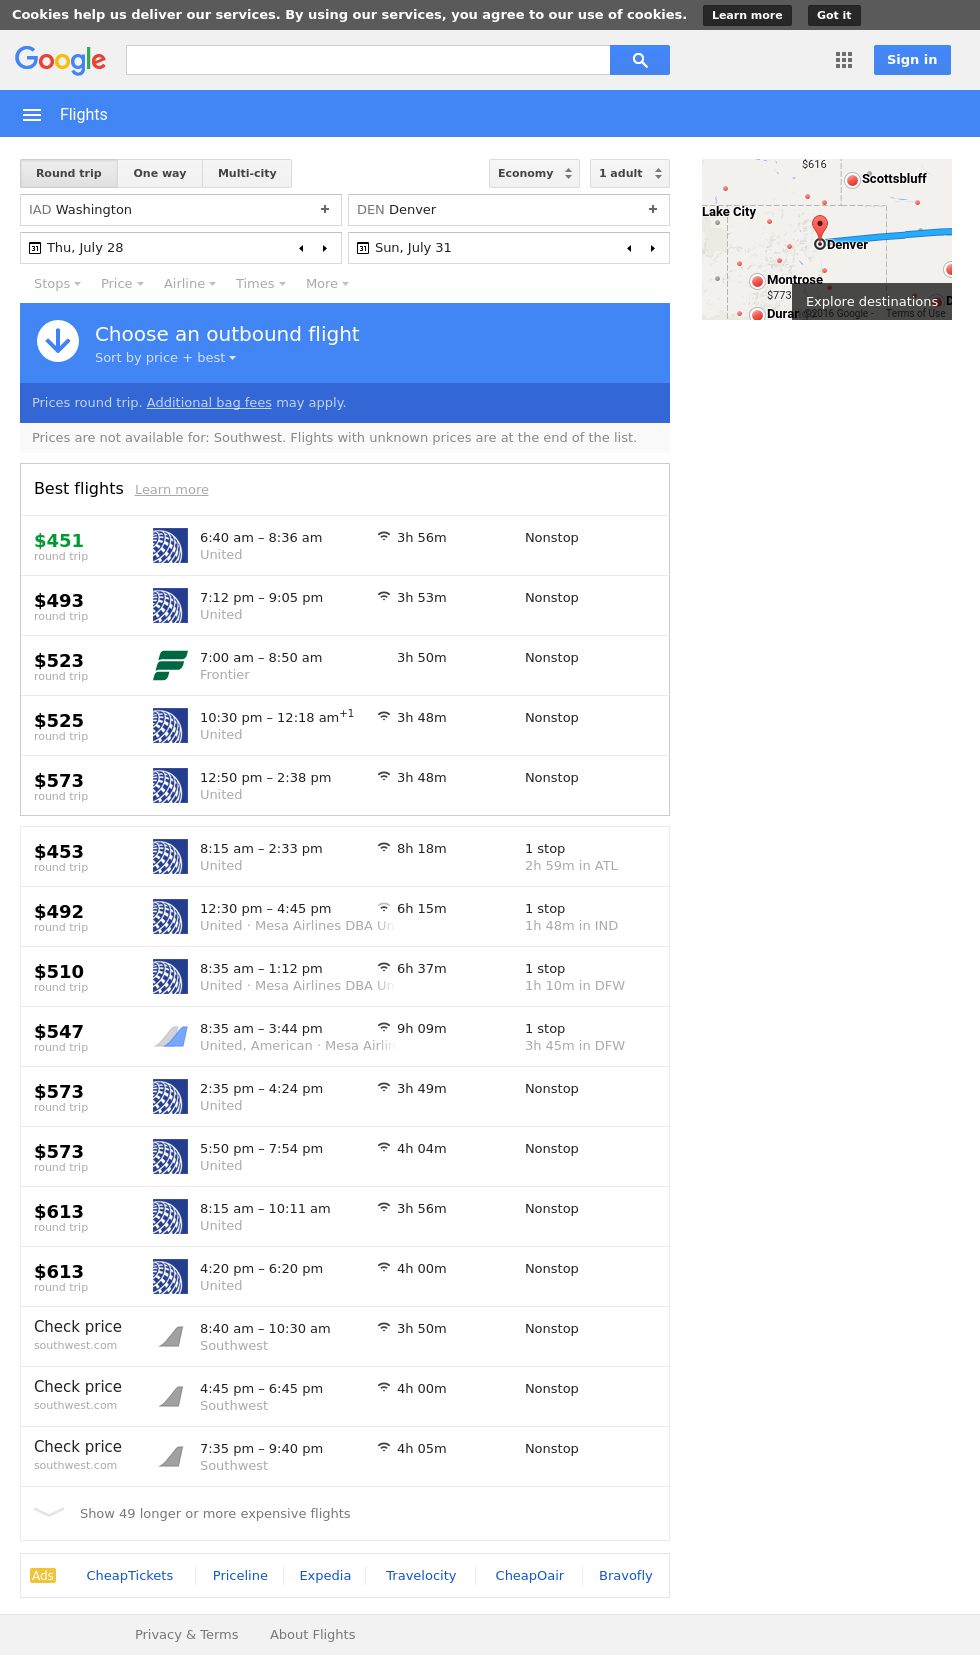 Cookies help us deliver our services. By using our services, you agree to our use of cookies. Learn more Got it
Google Sign in
Flights
Round trip One way Multi-city Economy 1 adult
IAD Washington + DEN Denver +
31 Thu, July 28 31 Sun, July 31
Stops Price Airline Times More
$616
Scottsbluff
Lake City
Denver
Montrose
$773
Explore destinations
Duran ©2016 Google - Terms of Use
Choose an outbound flight
Sort by price + best
Prices round trip. Additional bag fees may apply.
Prices are not available for: Southwest. Flights with unknown prices are at the end of the list.
Best flights Learn more
$451 6:40 am – 8:36 am 3h 56m Nonstop
round trip United
$493 7:12 pm – 9:05 pm 3h 53m Nonstop
round trip United
$523 7:00 am – 8:50 am 3h 50m Nonstop
round trip Frontier
$525 10:30 pm – 12:18 am+1 3h 48m Nonstop
round trip United
$573 12:50 pm – 2:38 pm 3h 48m Nonstop
round trip United
$453 8:15 am – 2:33 pm 8h 18m 1 stop
round trip United 2h 59m in ATL
$492 12:30 pm – 4:45 pm 6h 15m 1 stop
round trip United · Mesa Airlines DBA Un 1h 48m in IND
$510 8:35 am – 1:12 pm 6h 37m 1 stop
round trip United · Mesa Airlines DBA Un 1h 10m in DFW
$547 8:35 am – 3:44 pm 9h 09m 1 stop
round trip United, American · Mesa Airlin 3h 45m in DFW
$573 2:35 pm – 4:24 pm 3h 49m Nonstop
round trip United
$573 5:50 pm – 7:54 pm 4h 04m Nonstop
round trip United
$613 8:15 am – 10:11 am 3h 56m Nonstop
round trip United
$613 4:20 pm – 6:20 pm 4h 00m Nonstop
round trip United
Check price 8:40 am – 10:30 am 3h 50m Nonstop
southwest.com Southwest
Check price 4:45 pm – 6:45 pm 4h 00m Nonstop
southwest.com Southwest
Check price 7:35 pm – 9:40 pm 4h 05m Nonstop
southwest.com Southwest
Show 49 longer or more expensive flights
Ads CheapTickets Priceline Expedia Travelocity CheapOair Bravofly
Privacy & Terms About Flights